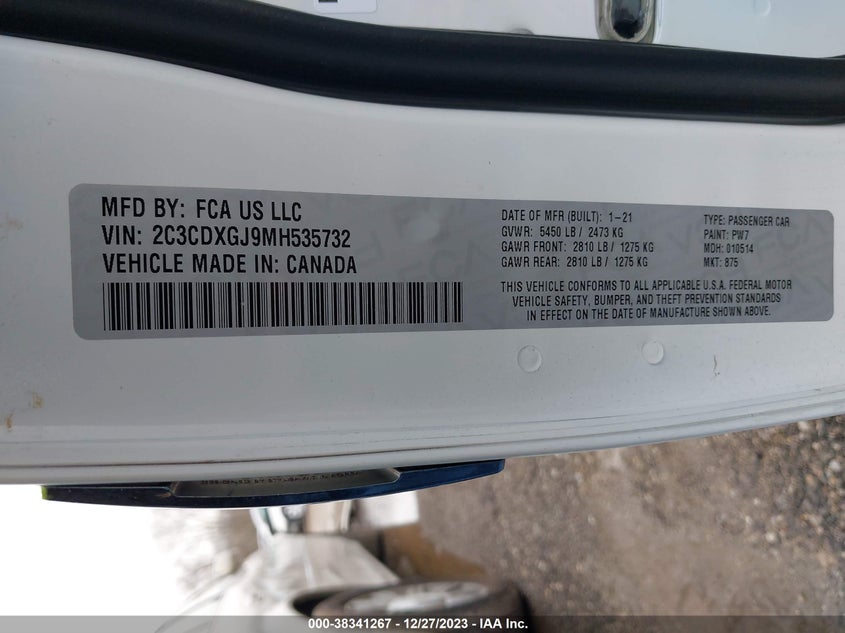 MFD BY: FCA US LLC
VIN: 2C3CDXGJ9MH535732
VEHICLE MADE IN: CANADA
DATE OF MFR (BUILT): 1-21
GVWR: 5450 LB / 2473 KG
GAWR FRONT: 2810 LB / 1275 KG
GAWR REAR: 2810 LB / 1275 KG
TYPE: PASSENGER CAR
PAINT: PW7
MDH: 010514
MKT: 875
THIS VEHICLE CONFORMS TO ALL APPLICABLE U.S.A. FEDERAL MOTOR
VEHICLE SAFETY, BUMPER, AND THEFT PREVENTION STANDARDS
IN EFFECT ON THE DATE OF MANUFACTURE SHOWN ABOVE.
000-38341267 - 12/27/2023 - IAA Inc.